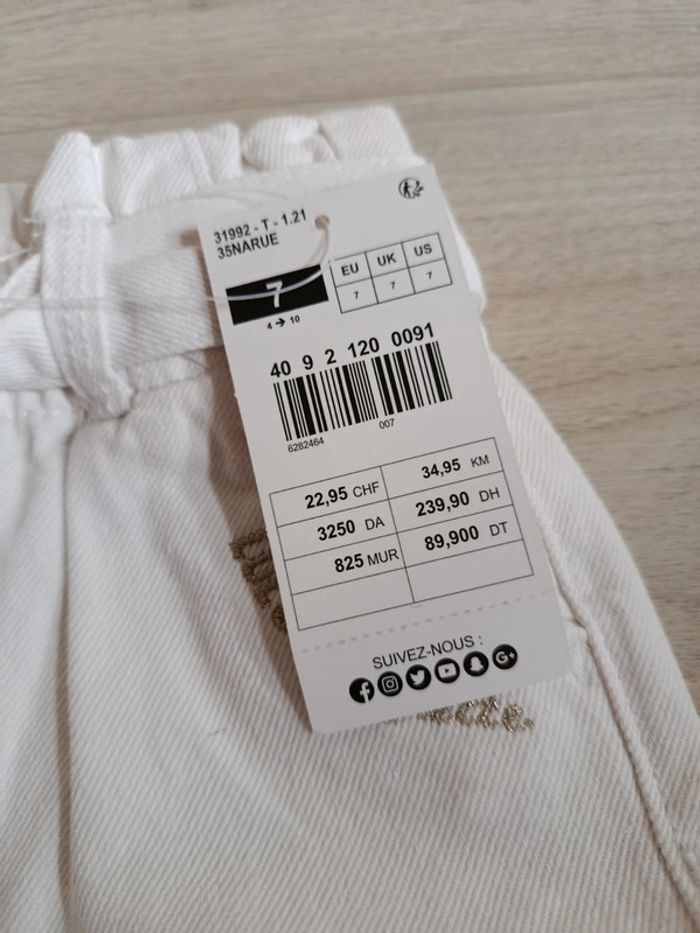 31992 - T - 1.21
35NARUE
7
4 → 10
EU UK US
7 7 7
40 9 2 120 0091
6282464 007
22,95 CHF 34,95 KM
3250 DA 239,90 DH
825 MUR 89,900 DT
SUIVEZ-NOUS :